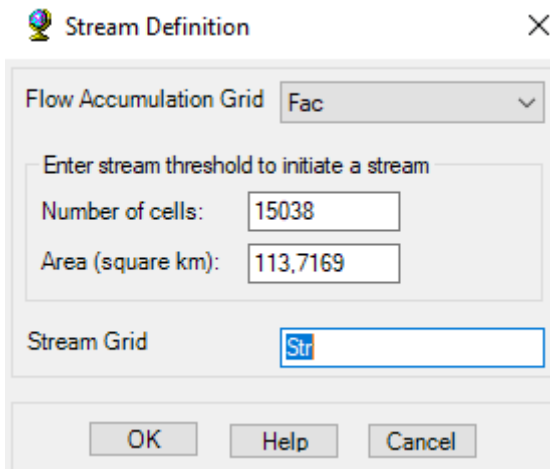 Stream Definition
Flow Accumulation Grid Fac
Enter stream threshold to initiate a stream
Number of cells: 15038
Area (square km): 113,7169
Stream Grid Str
OK Help Cancel